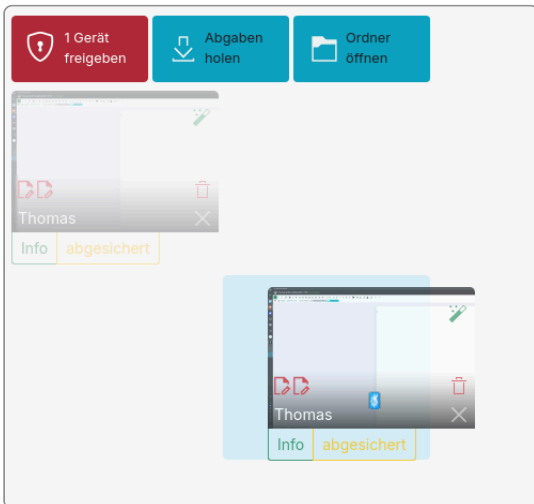 1 Gerät
freigeben
Abgaben
holen
Ordner
öffnen
Thomas
Info
abgesichert
Thomas
Info
abgesichert